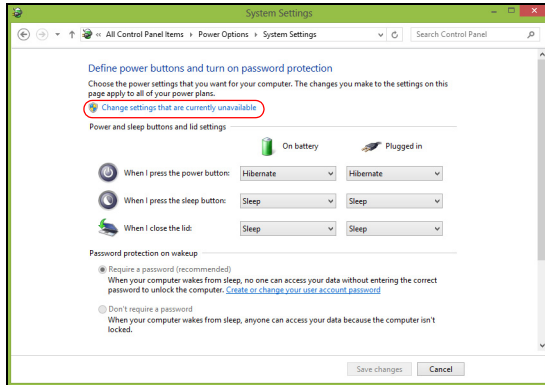 System Settings
« All Control Panel Items › Power Options › System Settings
Search Control Panel
Define power buttons and turn on password protection
Choose the power settings that you want for your computer. The changes you make to the settings on this
page apply to all of your power plans.
Change settings that are currently unavailable
Power and sleep buttons and lid settings
On battery Plugged in
When I press the power button: Hibernate Hibernate
When I press the sleep button: Sleep Sleep
When I close the lid: Sleep Sleep
Password protection on wakeup
Require a password (recommended)
When your computer wakes from sleep, no one can access your data without entering the correct
password to unlock the computer. Create or change your user account password
Don't require a password
When your computer wakes from sleep, anyone can access your data because the computer isn't
locked.
Save changes Cancel